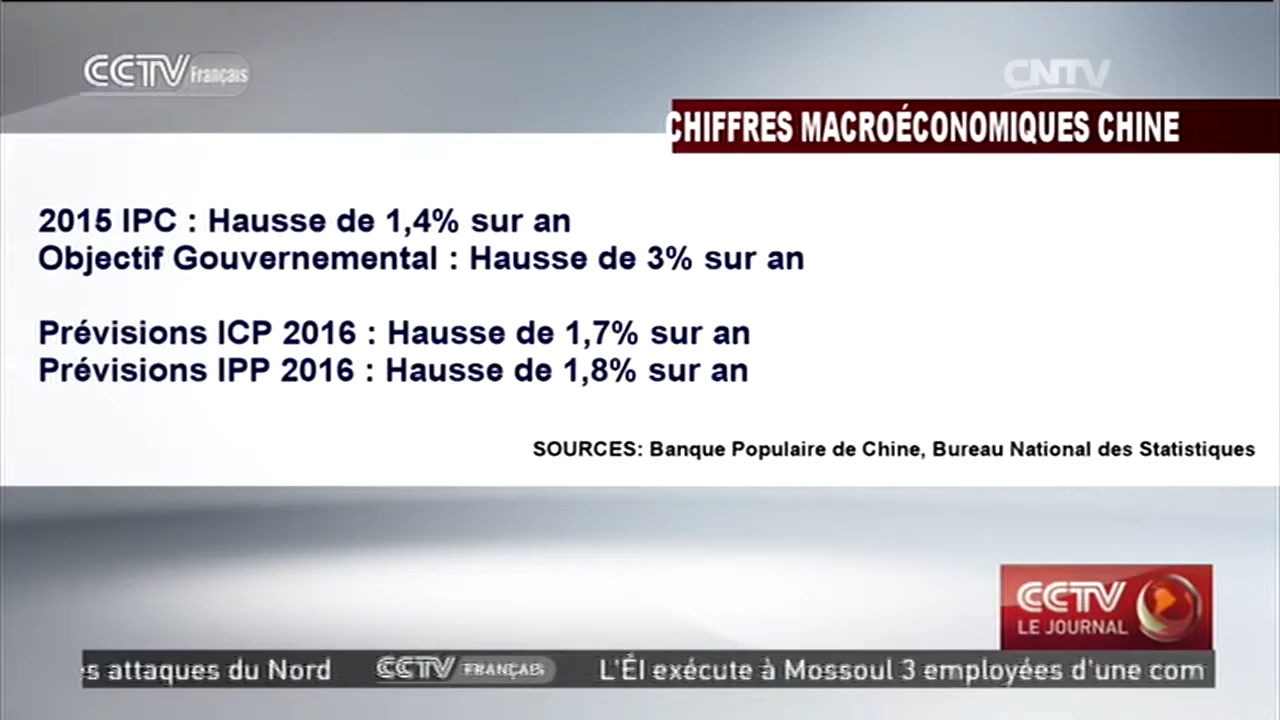 CCTV Français
CNTV
CHIFFRES MACROÉCONOMIQUES CHINE
2015 IPC : Hausse de 1,4% sur an
Objectif Gouvernemental : Hausse de 3% sur an
Prévisions ICP 2016 : Hausse de 1,7% sur an
Prévisions IPP 2016 : Hausse de 1,8% sur an
SOURCES: Banque Populaire de Chine, Bureau National des Statistiques
CCTV
LE JOURNAL
s attaques du Nord CCTV FRANÇAIS L'ÉI exécute à Mossoul 3 employées d'une com